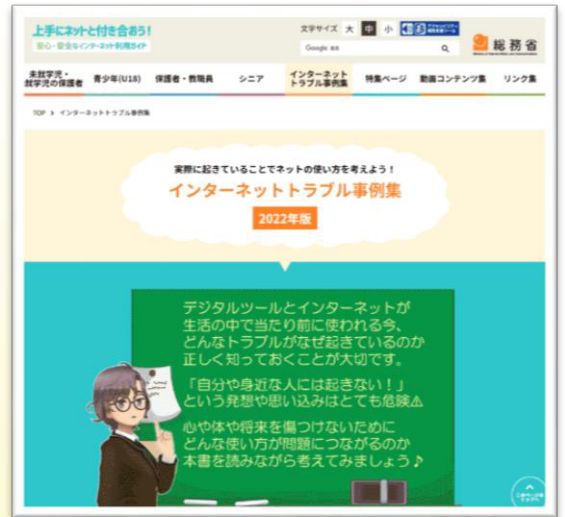 上手にネットと付き合おう!
安心・安全なインターネット利用ガイド
文字サイズ 大 中 小
Google
総務省
未就学児・
就学児の保護者
青少年(U18)
保護者・教職員
シニア
インターネット
トラブル事例集
特集ページ
動画コンテンツ集
リンク集
TOP > インターネットトラブル事例集
実際に起きていることでネットの使い方を考えよう!
インターネットトラブル事例集
2022年版
デジタルツールとインターネットが
生活の中で当たり前に使われる今、
どんなトラブルがなぜ起きているのか
正しく知っておくことが大切です。
「自分や身近な人には起きない!」
という発想や思い込みはとても危険⚠
心や体や将来を傷つけないために
どんな使い方が問題につながるのか
本書を読みながら考えてみましょう♪
このページの
トップへ